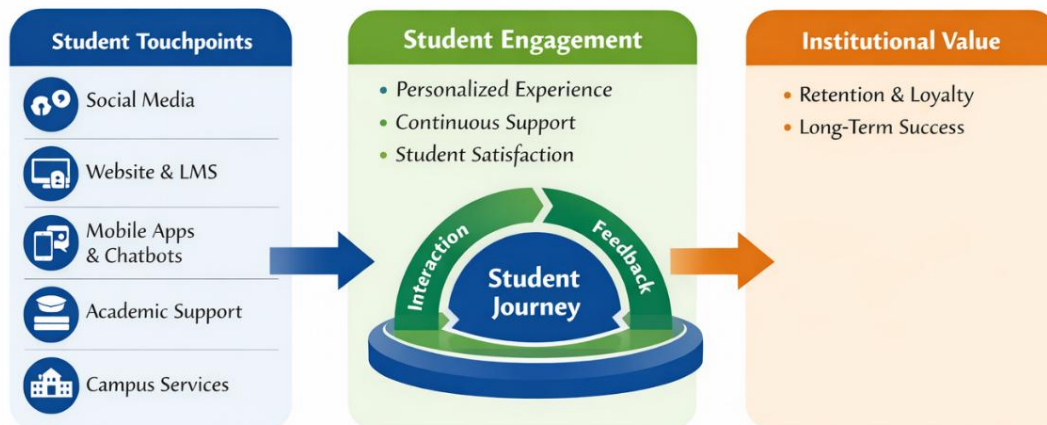 Student Touchpoints
Social Media
Website & LMS
Mobile Apps
& Chatbots
Academic Support
Campus Services
Student Engagement
• Personalized Experience
• Continuous Support
• Student Satisfaction
Interaction
Feedback
Student
Journey
Institutional Value
• Retention & Loyalty
• Long-Term Success